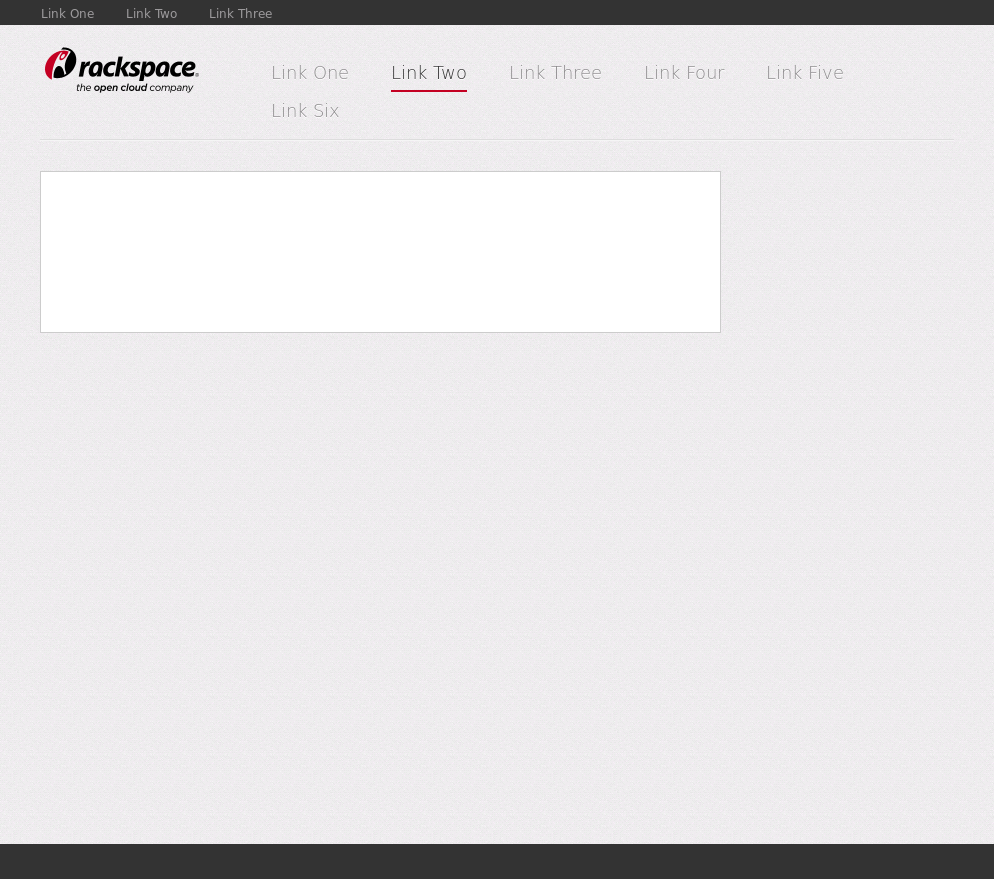 Link One Link Two Link Three
rackspace®
the open cloud company
Link One Link Two Link Three Link Four Link Five
Link Six